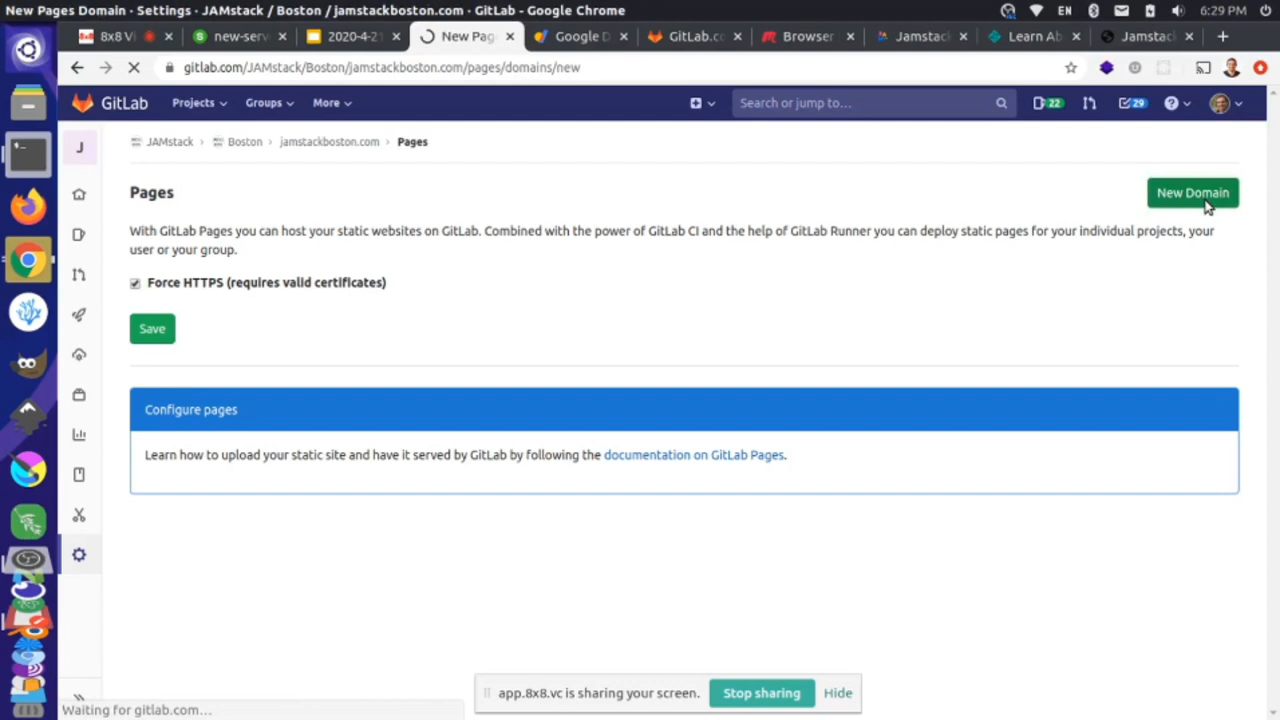 New Pages Domain · Settings · JAMstack / Boston / jamstackboston.com · GitLab - Google Chrome
EN
6:29 PM
8x8 Vi
new-serv
2020-4-21
New Pag
Google D
GitLab.co
Browser
Jamstack
Learn Ab
Jamstack
gitlab.com/JAMstack/Boston/jamstackboston.com/pages/domains/new
GitLab
Projects
Groups
More
Search or jump to...
22
29
J
JAMstack > Boston > jamstackboston.com > Pages
Pages
New Domain
With GitLab Pages you can host your static websites on GitLab. Combined with the power of GitLab CI and the help of GitLab Runner you can deploy static pages for your individual projects, your
user or your group.
Force HTTPS (requires valid certificates)
Save
Configure pages
Learn how to upload your static site and have it served by GitLab by following the documentation on GitLab Pages.
app.8x8.vc is sharing your screen.
Stop sharing
Hide
Waiting for gitlab.com...